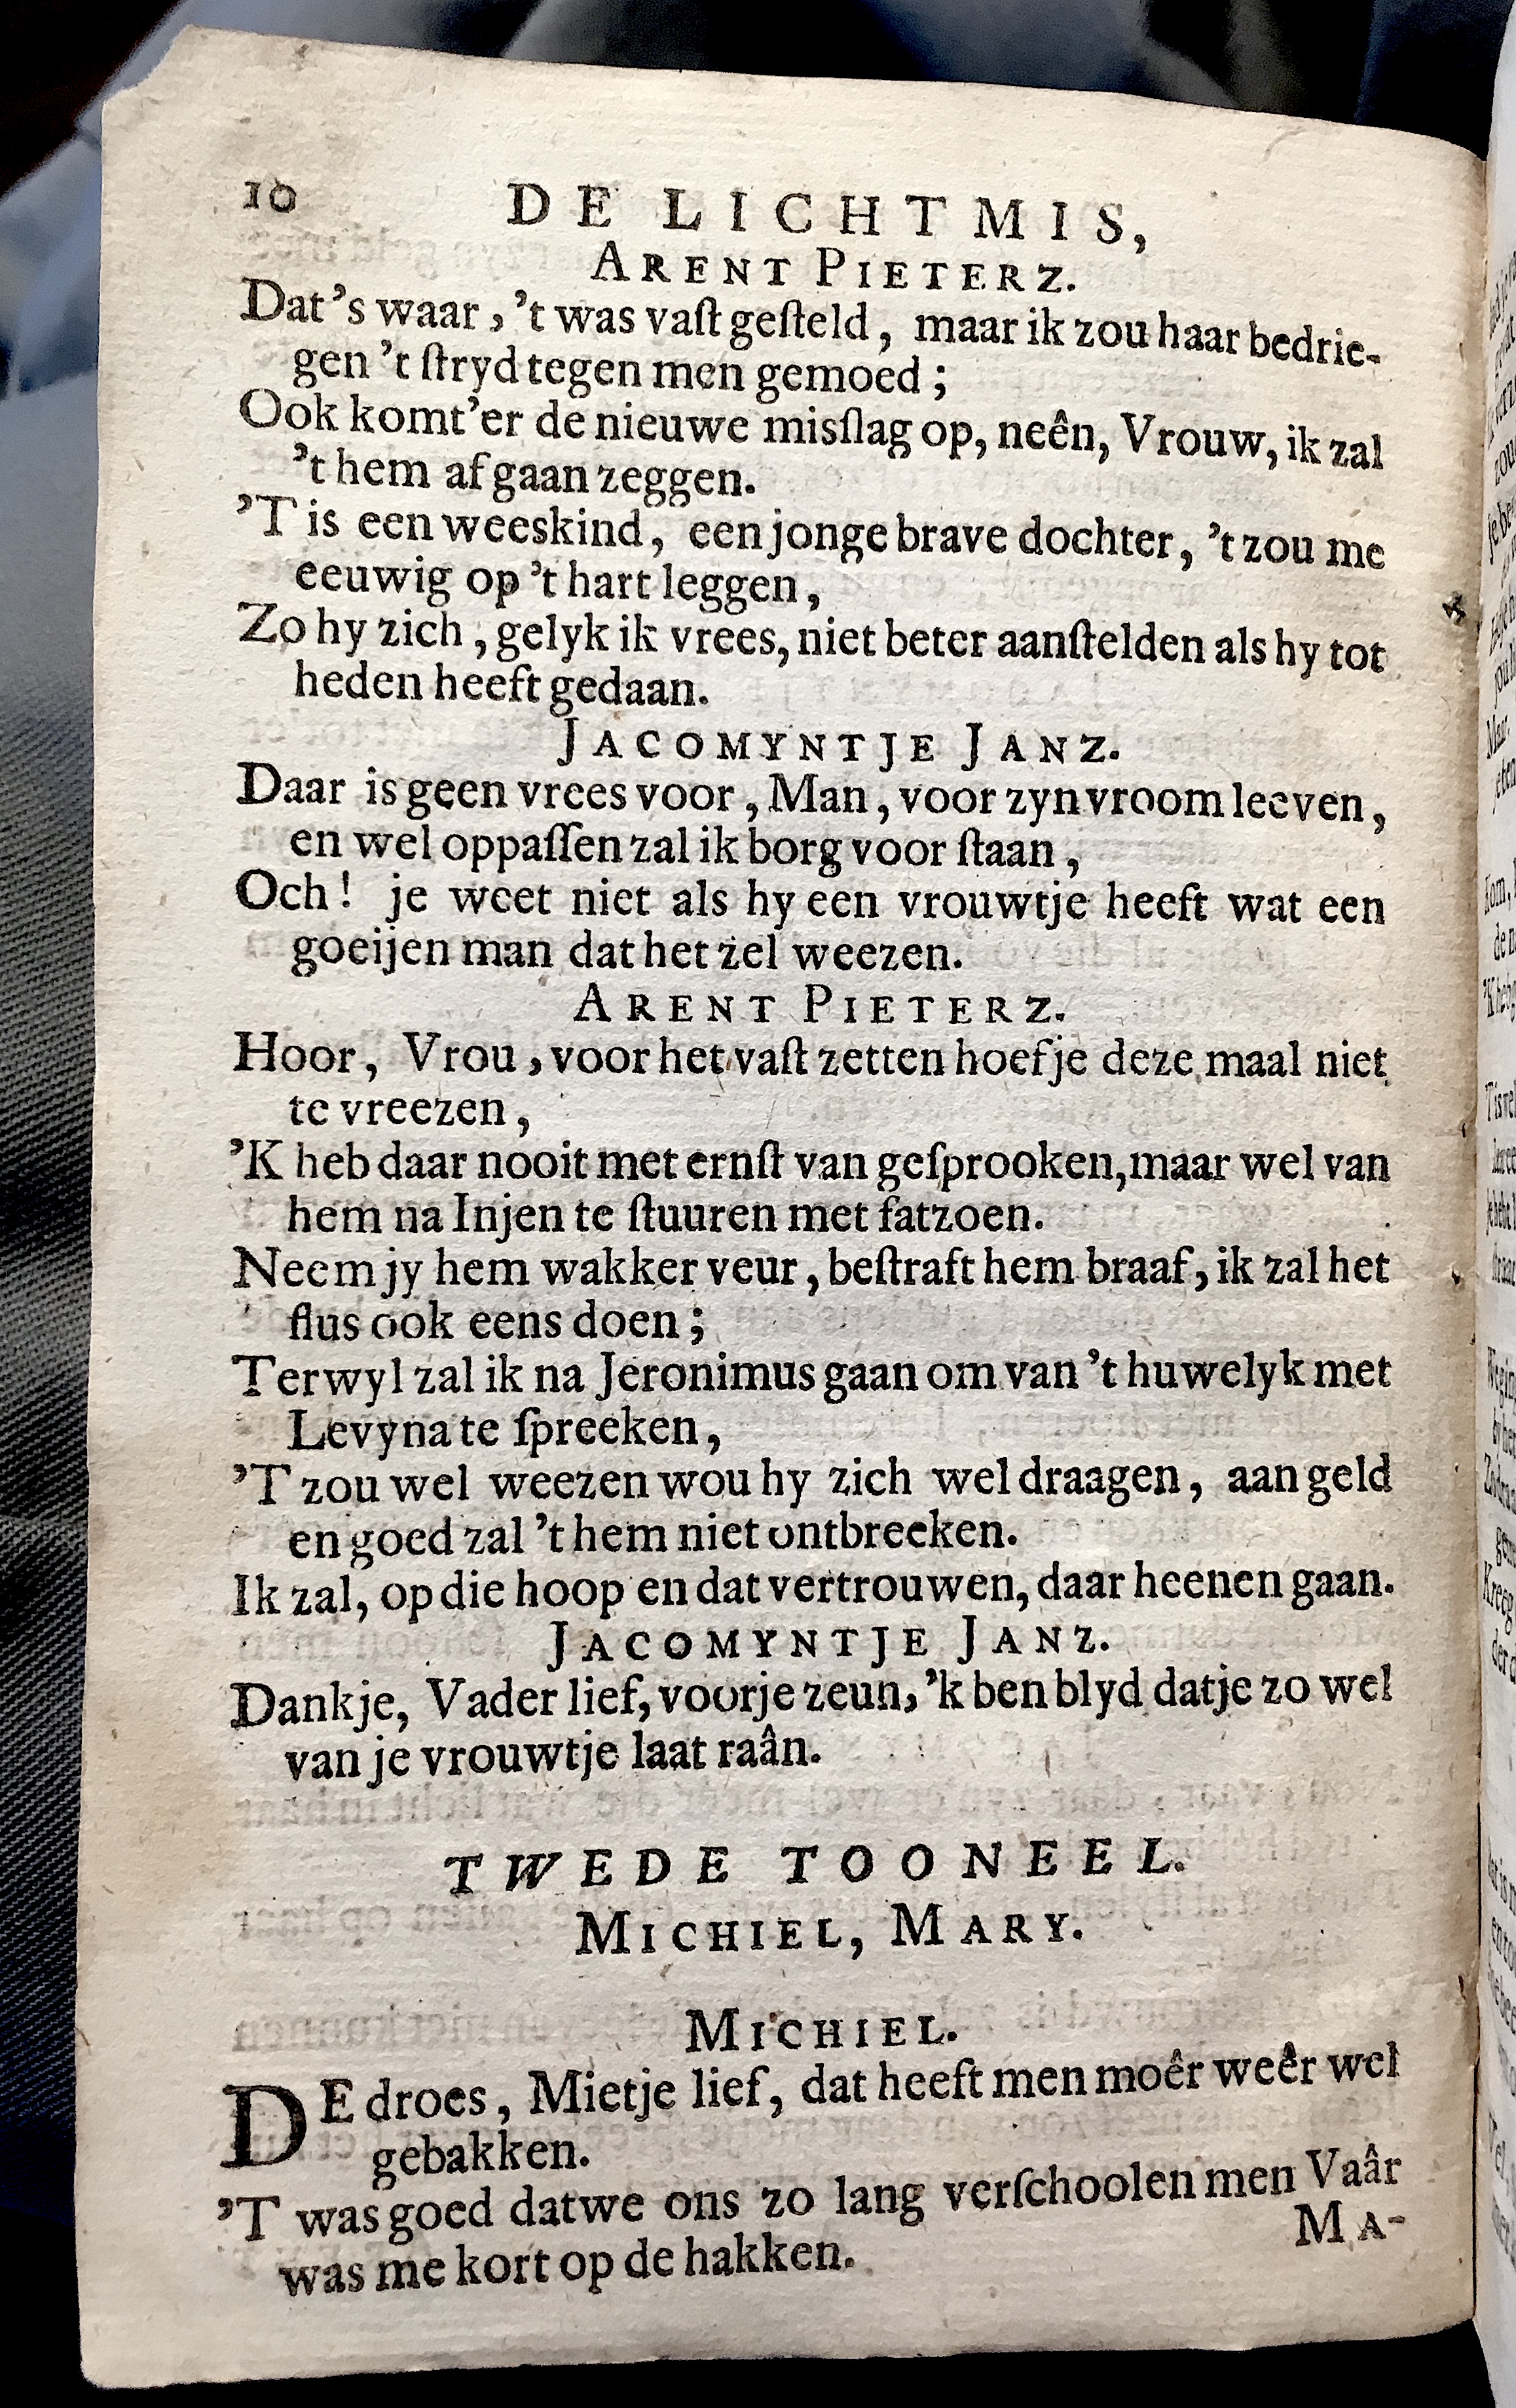 10 DE LICHTMIS,
ARENT PIETERZ.
Dat's waar, 't was vaſt geſteld, maar ik zou haar bedrie-
gen 't ſtryd tegen men gemoed;
Ook komt'er de nieuwe misſlag op, neên, Vrouw, ik zal
't hem af gaan zeggen.
'T is een weeskind, een jonge brave dochter, 't zou me
eeuwig op 't hart leggen,
Zo hy zich, gelyk ik vrees, niet beter aanſtelden als hy tot
heden heeft gedaan.
JACOMYNTJE JANZ.
Daar is geen vrees voor, Man, voor zyn vroom leeven,
en wel oppaſſen zal ik borg voor ſtaan,
Och! je weet niet als hy een vrouwtje heeft wat een
goeijen man dat het zel weezen.
ARENT PIETERZ.
Hoor, Vrou, voor het vaſt zetten hoef je deze maal niet
te vreezen,
'K heb daar nooit met ernſt van geſprooken, maar wel van
hem na Injen te ſtuuren met fatzoen.
Neem jy hem wakker veur, beſtraft hem braaf, ik zal het
flus ook eens doen;
Terwyl zal ik na Jeronimus gaan om van 't huwelyk met
Levyna te ſpreeken,
'T zou wel weezen wou hy zich wel draagen, aan geld
en goed zal 't hem niet ontbreeken.
Ik zal, op die hoop en dat vertrouwen, daar heenen gaan.
JACOMYNTJE JANZ.
Dankje, Vader lief, voor je zeun, 'k ben blyd datje zo wel
van je vrouwtje laat raân.
TWEDE TOONEEL.
MICHIEL, MARY.
MICHIEL.
DE droes, Mietje lief, dat heeft men moêr weêr wel
gebakken.
'T was goed datwe ons zo lang verſchoolen men Vaâr
was me kort op de hakken.
MA-